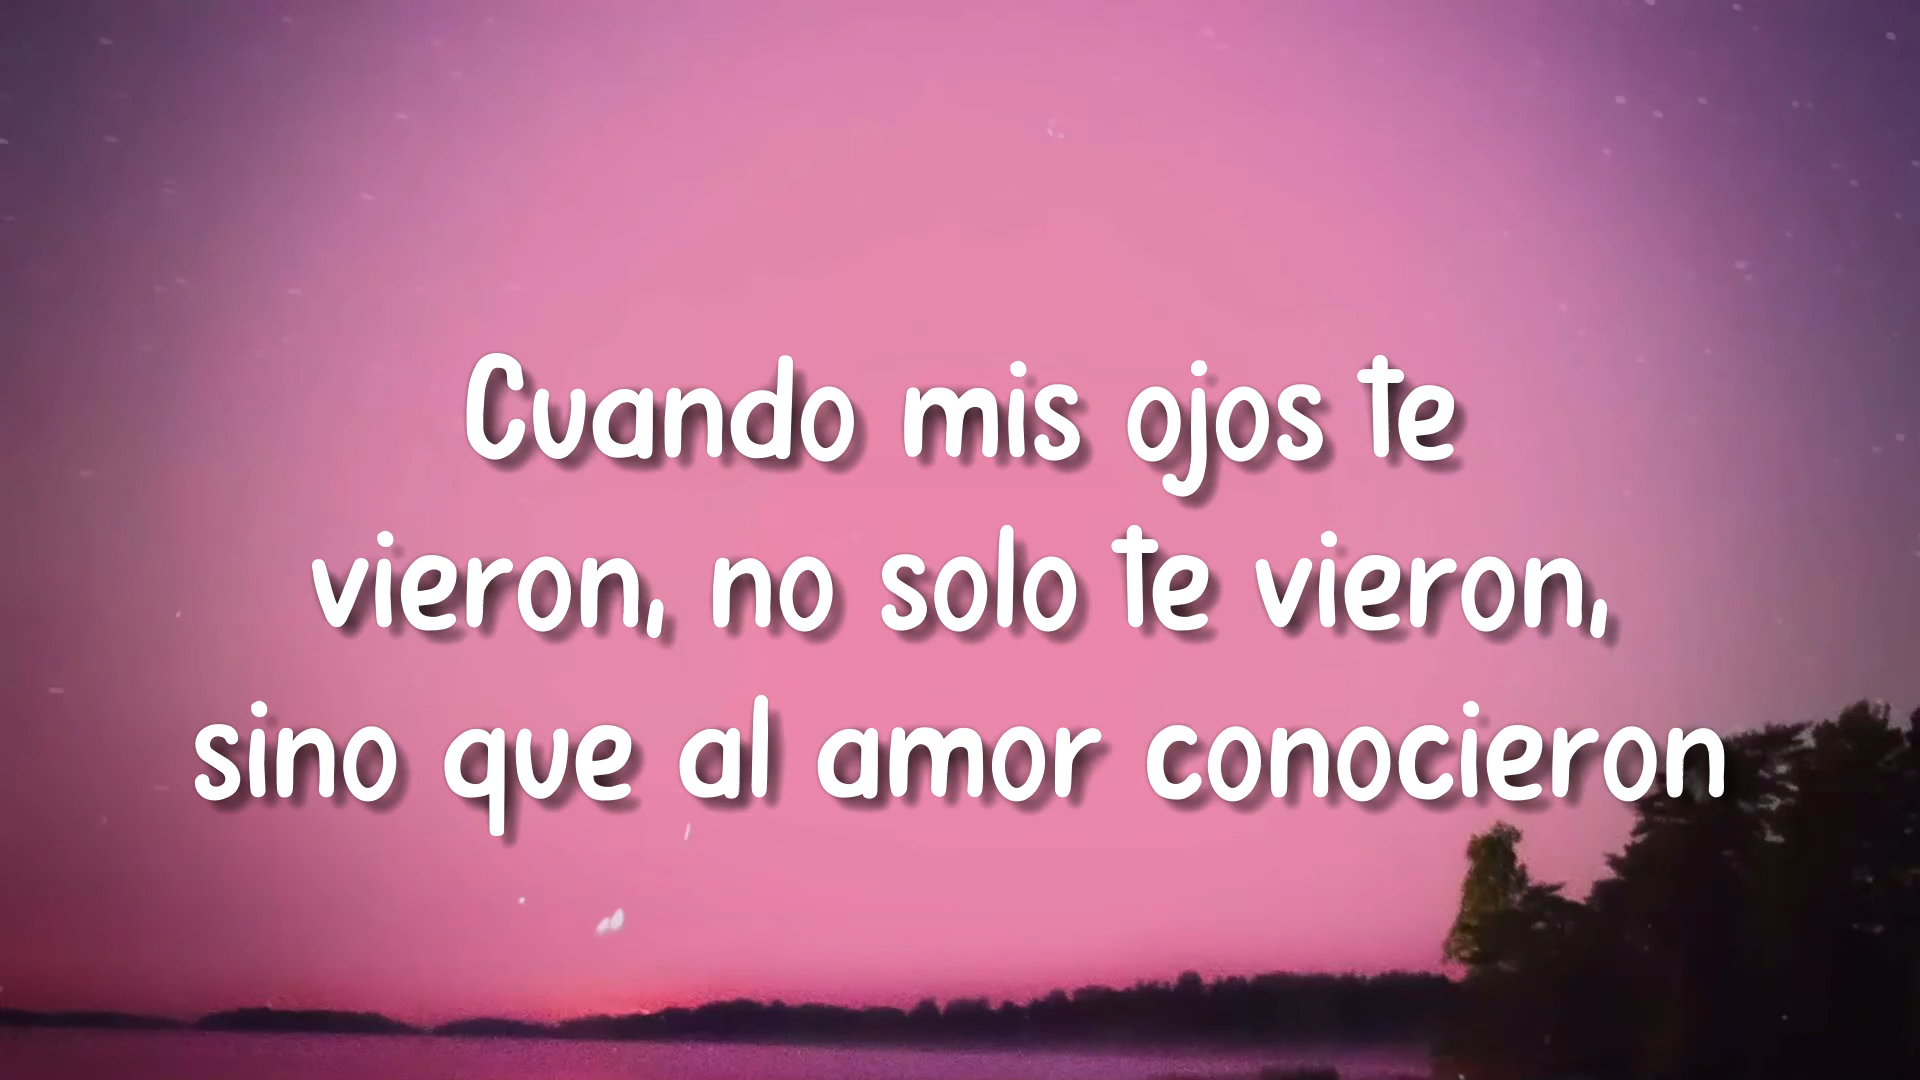 Cuando mis ojos te
vieron, no solo te vieron,
sino que al amor conocieron